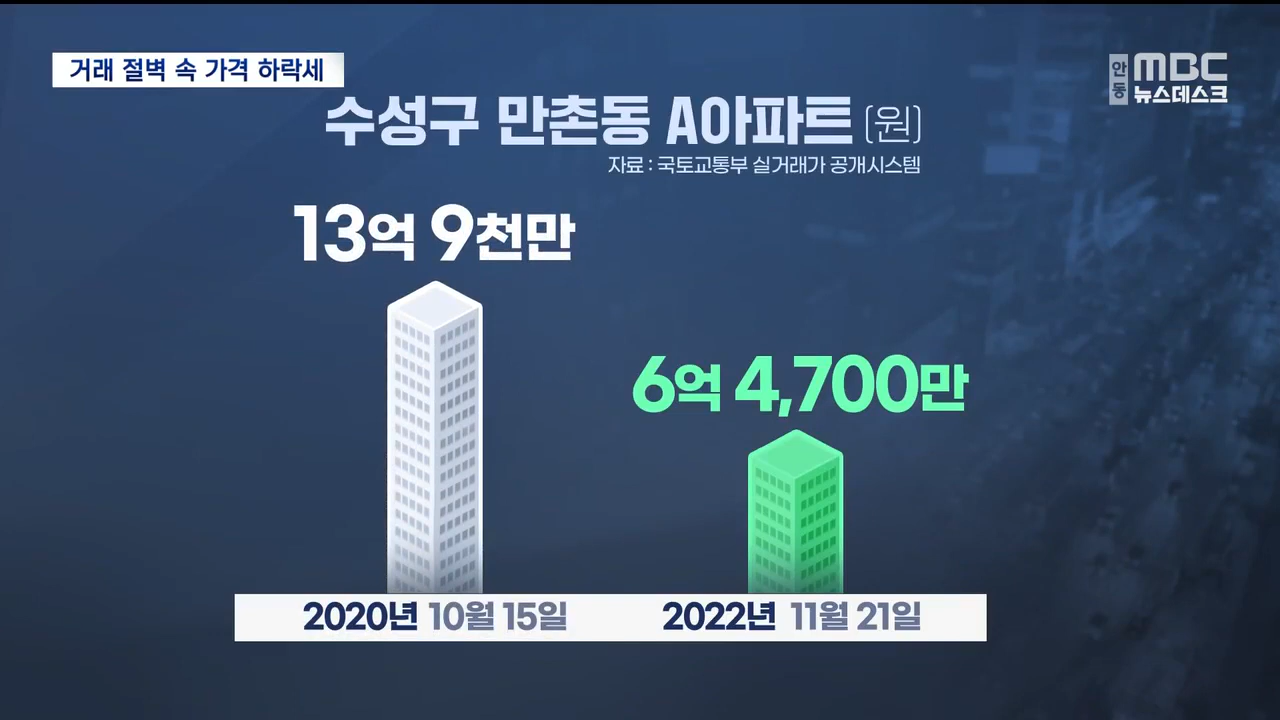 거래 절벽 속 가격 하락세
안동 MBC
뉴스데스크
수성구 만촌동 A아파트 (원)
자료 : 국토교통부 실거래가 공개시스템
13억 9천만
6억 4,700만
2020년 10월 15일
2022년 11월 21일